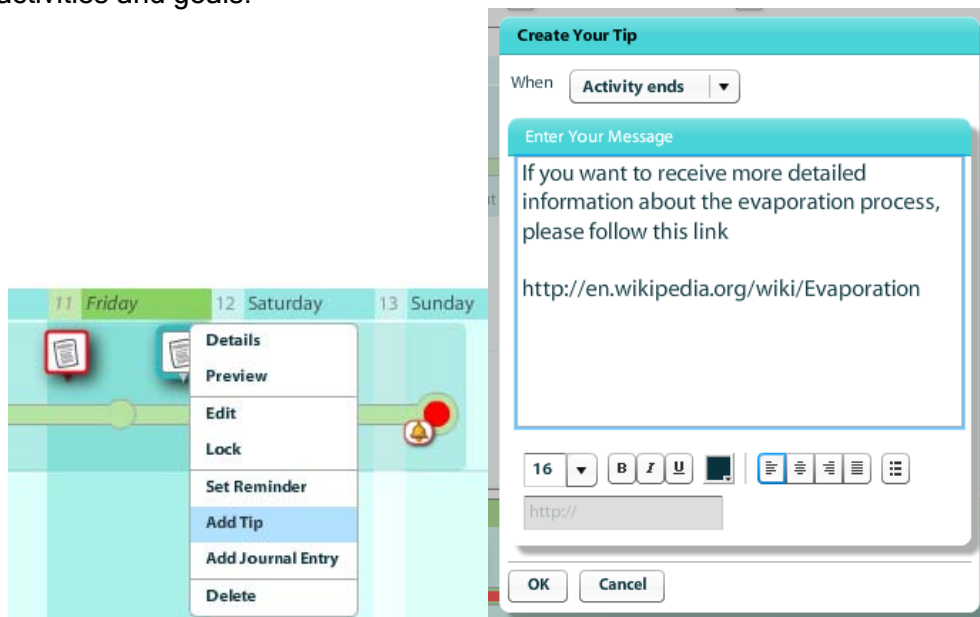 activities and goals.
11 Friday
12 Saturday
13 Sunday
Details
Preview
Edit
Lock
Set Reminder
Add Tip
Add Journal Entry
Delete
Create Your Tip
When
Activity ends
Enter Your Message
If you want to receive more detailed
information about the evaporation process,
please follow this link
http://en.wikipedia.org/wiki/Evaporation
16
B I U
http://
OK
Cancel